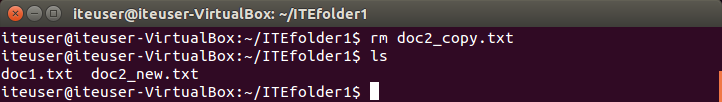 iteuser@iteuser-VirtualBox: ~/ITEfolder1
iteuser@iteuser-VirtualBox:~/ITEfolder1$ rm doc2_copy.txt
iteuser@iteuser-VirtualBox:~/ITEfolder1$ ls
doc1.txt  doc2_new.txt
iteuser@iteuser-VirtualBox:~/ITEfolder1$